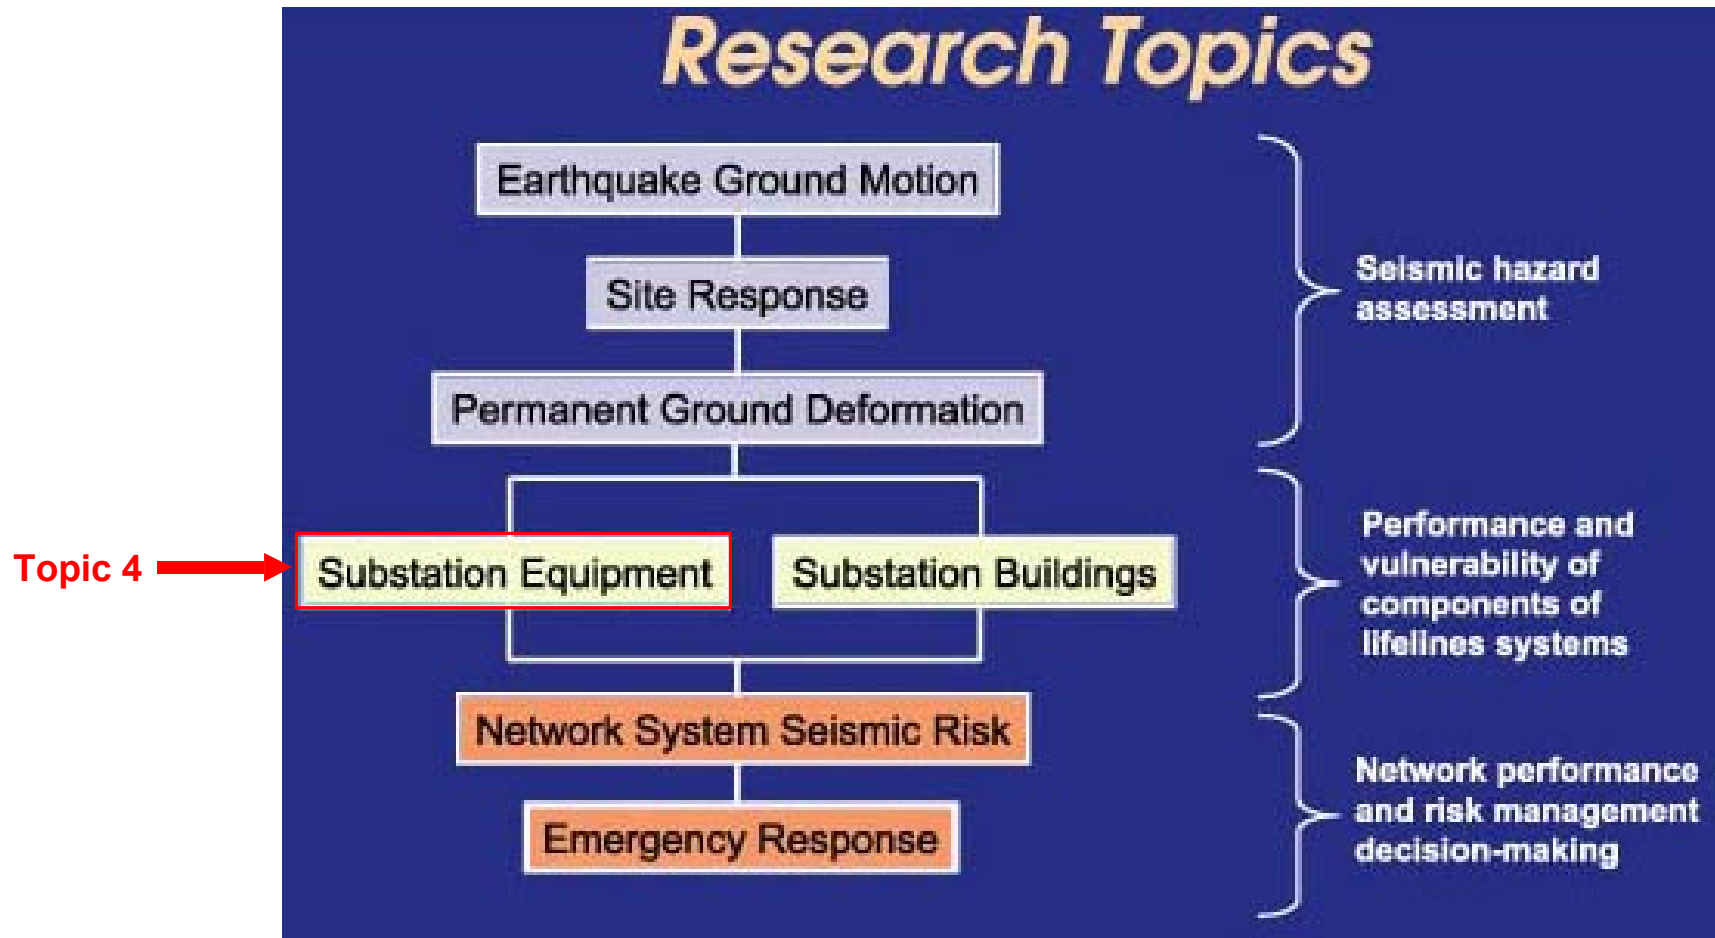 Research Topics
Earthquake Ground Motion
Site Response
Permanent Ground Deformation
Seismic hazard
assessment
Topic 4
Substation Equipment
Substation Buildings
Performance and
vulnerability of
components of
lifelines systems
Network System Seismic Risk
Emergency Response
Network performance
and risk management
decision-making